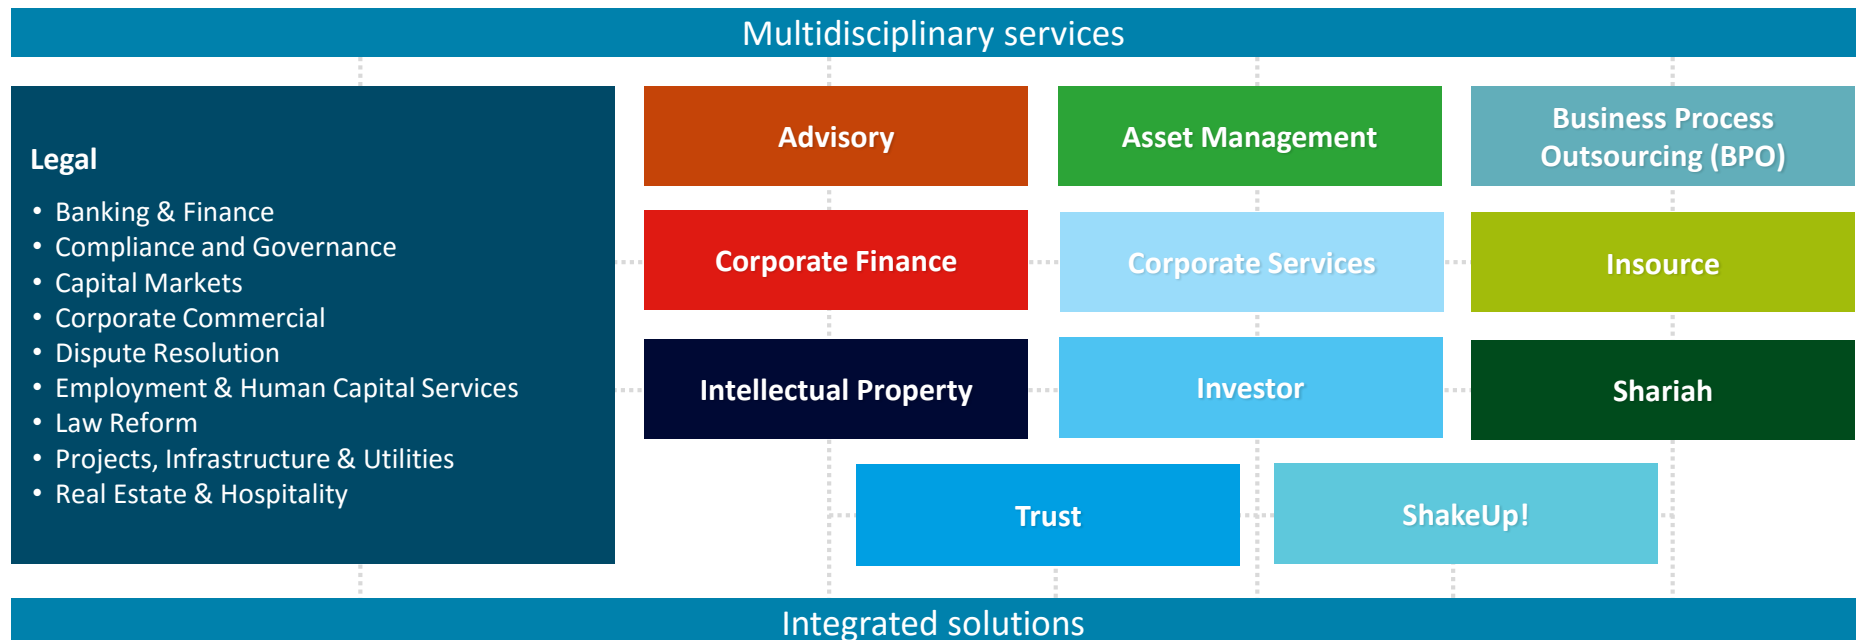 Multidisciplinary services
Legal
• Banking & Finance
• Compliance and Governance
• Capital Markets
• Corporate Commercial
• Dispute Resolution
• Employment & Human Capital Services
• Law Reform
• Projects, Infrastructure & Utilities
• Real Estate & Hospitality
Advisory
Asset Management
Business Process
Outsourcing (BPO)
Corporate Finance
Corporate Services
Insource
Intellectual Property
Investor
Shariah
Trust
ShakeUp!
Integrated solutions